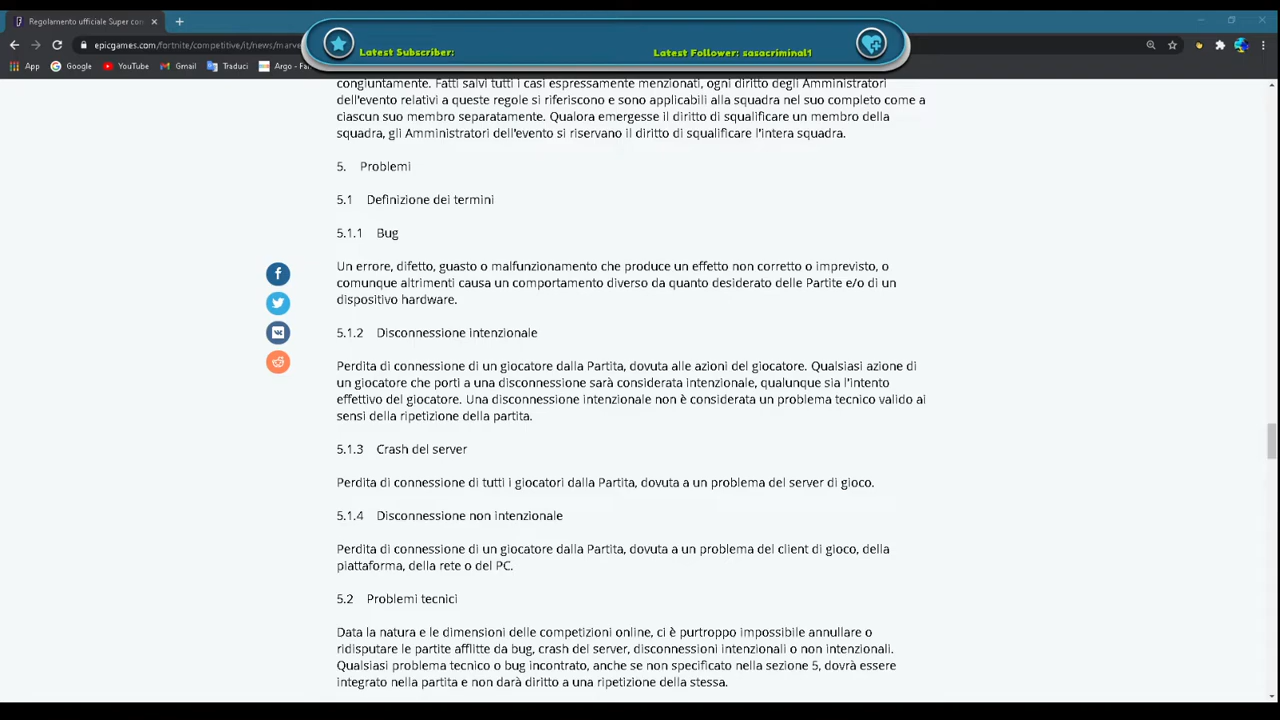 Regolamento ufficiale Super con
epicgames.com/fortnite/competitive/it/news/marve
Latest Subscriber:
Latest Follower: sasacriminal1
App
Google
YouTube
Gmail
Traduci
Argo - Fa
congiuntamente. Fatti salvi tutti i casi espressamente menzionati, ogni diritto degli Amministratori
dell'evento relativi a queste regole si riferiscono e sono applicabili alla squadra nel suo completo come a
ciascun suo membro separatamente. Qualora emergesse il diritto di squalificare un membro della
squadra, gli Amministratori dell'evento si riservano il diritto di squalificare l'intera squadra.
5. Problemi
5.1 Definizione dei termini
5.1.1 Bug
Un errore, difetto, guasto o malfunzionamento che produce un effetto non corretto o imprevisto, o
comunque altrimenti causa un comportamento diverso da quanto desiderato delle Partite e/o di un
dispositivo hardware.
5.1.2 Disconnessione intenzionale
Perdita di connessione di un giocatore dalla Partita, dovuta alle azioni del giocatore. Qualsiasi azione di
un giocatore che porti a una disconnessione sarà considerata intenzionale, qualunque sia l'intento
effettivo del giocatore. Una disconnessione intenzionale non è considerata un problema tecnico valido ai
sensi della ripetizione della partita.
5.1.3 Crash del server
Perdita di connessione di tutti i giocatori dalla Partita, dovuta a un problema del server di gioco.
5.1.4 Disconnessione non intenzionale
Perdita di connessione di un giocatore dalla Partita, dovuta a un problema del client di gioco, della
piattaforma, della rete o del PC.
5.2 Problemi tecnici
Data la natura e le dimensioni delle competizioni online, ci è purtroppo impossibile annullare o
ridisputare le partite afflitte da bug, crash del server, disconnessioni intenzionali o non intenzionali.
Qualsiasi problema tecnico o bug incontrato, anche se non specificato nella sezione 5, dovrà essere
integrato nella partita e non darà diritto a una ripetizione della stessa.